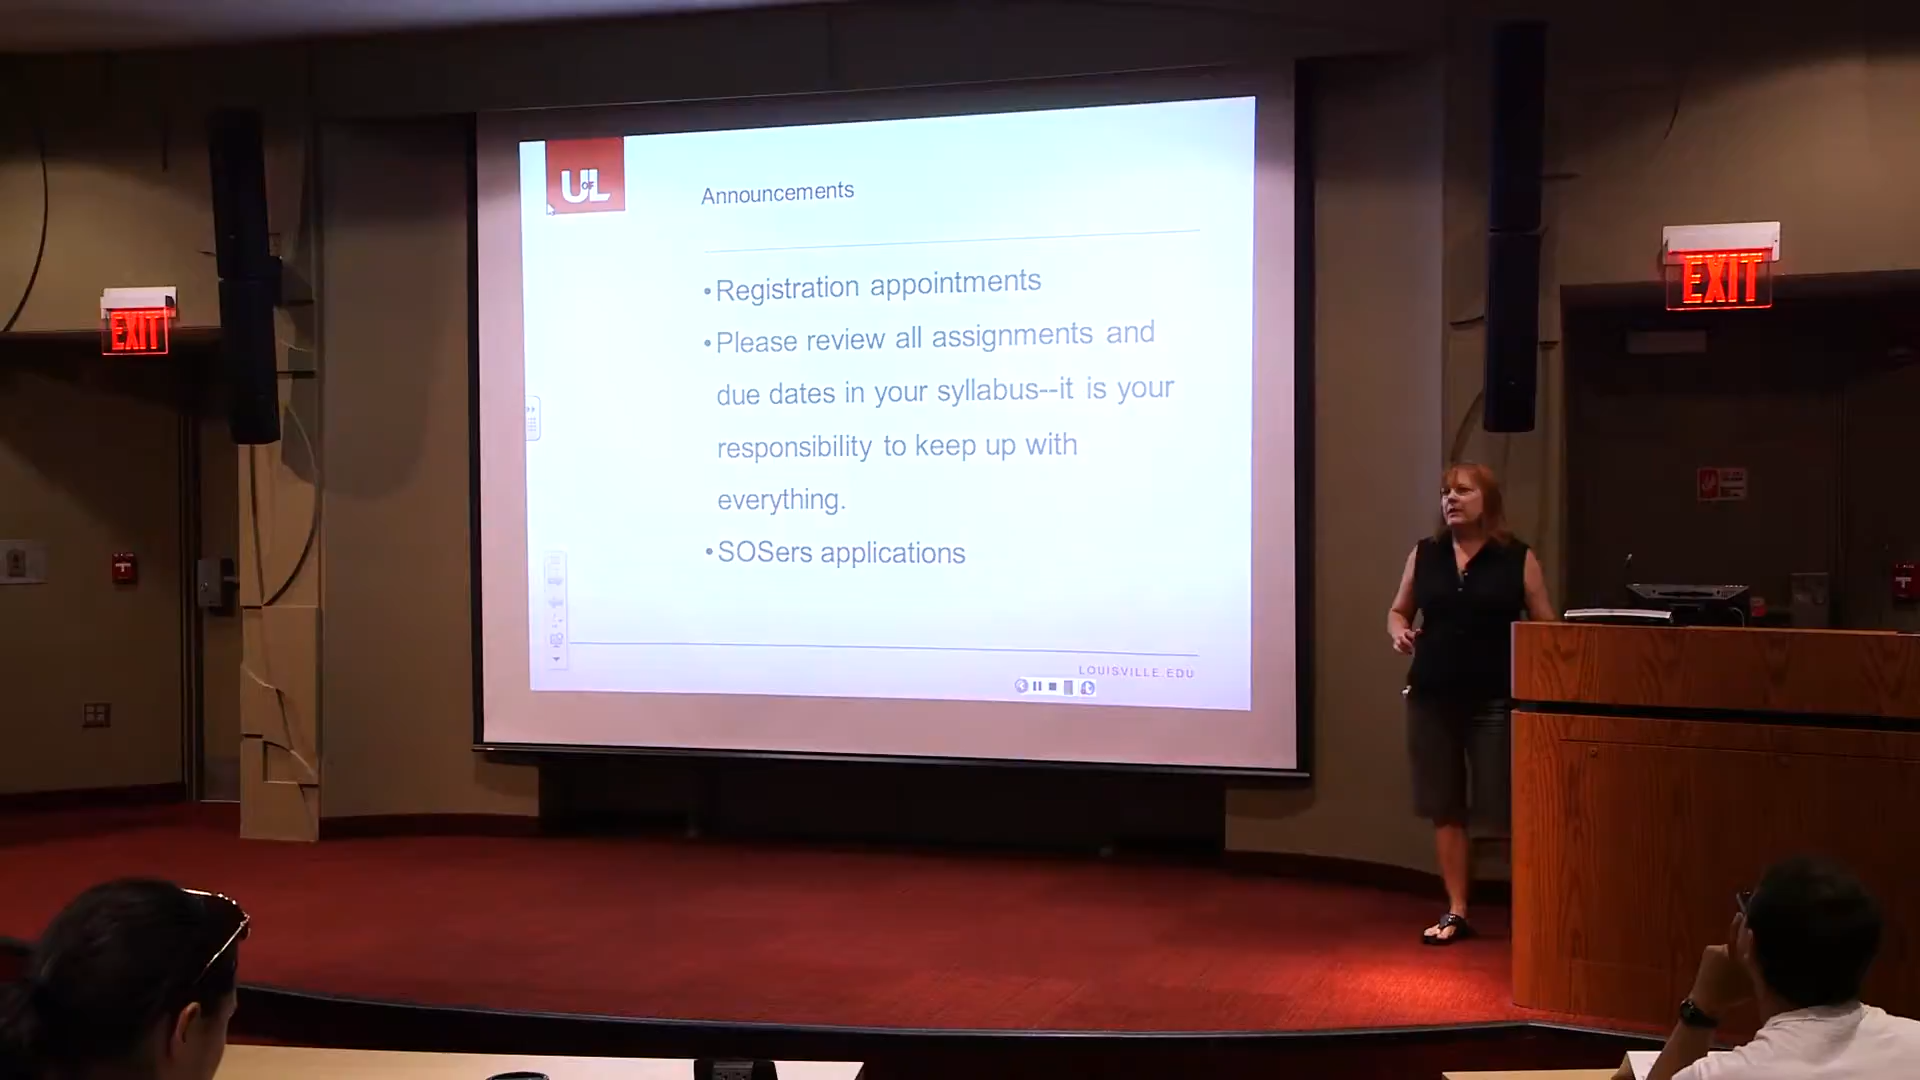 UofL
Announcements
•Registration appointments
•Please review all assignments and
due dates in your syllabus--it is your
responsibility to keep up with
everything.
•SOSers applications
LOUISVILLE.EDU
EXIT
EXIT